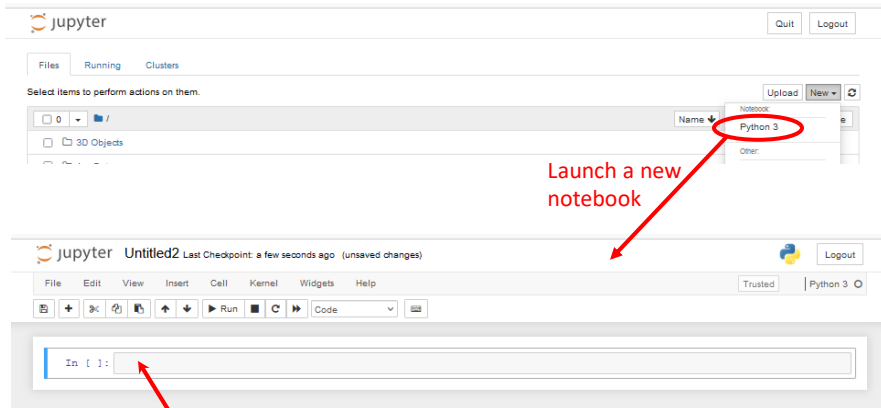 jupyter
Quit Logout
Files Running Clusters
Select items to perform actions on them.
Upload New
0 / Name e
Notebook:
Python 3
3D Objects
Other:
Launch a new
notebook
jupyter Untitled2 Last Checkpoint: a few seconds ago (unsaved changes)
Logout
File Edit View Insert Cell Kernel Widgets Help
Trusted Python 3
Run Code
In [ ]: